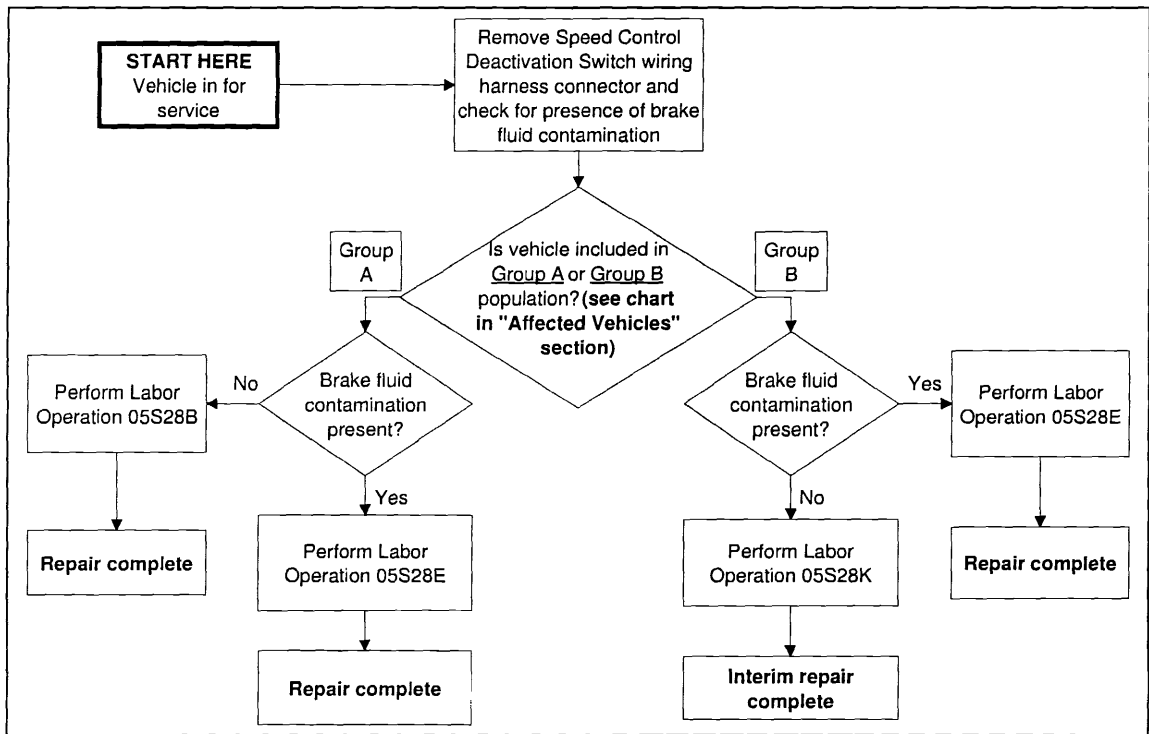 START HERE
Vehicle in for
service
Remove Speed Control
Deactivation Switch wiring
harness connector and
check for presence of brake
fluid contamination
Is vehicle included in
Group A or Group B
population?(see chart
in "Affected Vehicles"
section)
Group
A
Group
B
Brake fluid
contamination
present?
No
Perform Labor
Operation 05S28B
Repair complete
Yes
Perform Labor
Operation 05S28E
Repair complete
Brake fluid
contamination
present?
Yes
Perform Labor
Operation 05S28E
Repair complete
No
Perform Labor
Operation 05S28K
Interim repair
complete